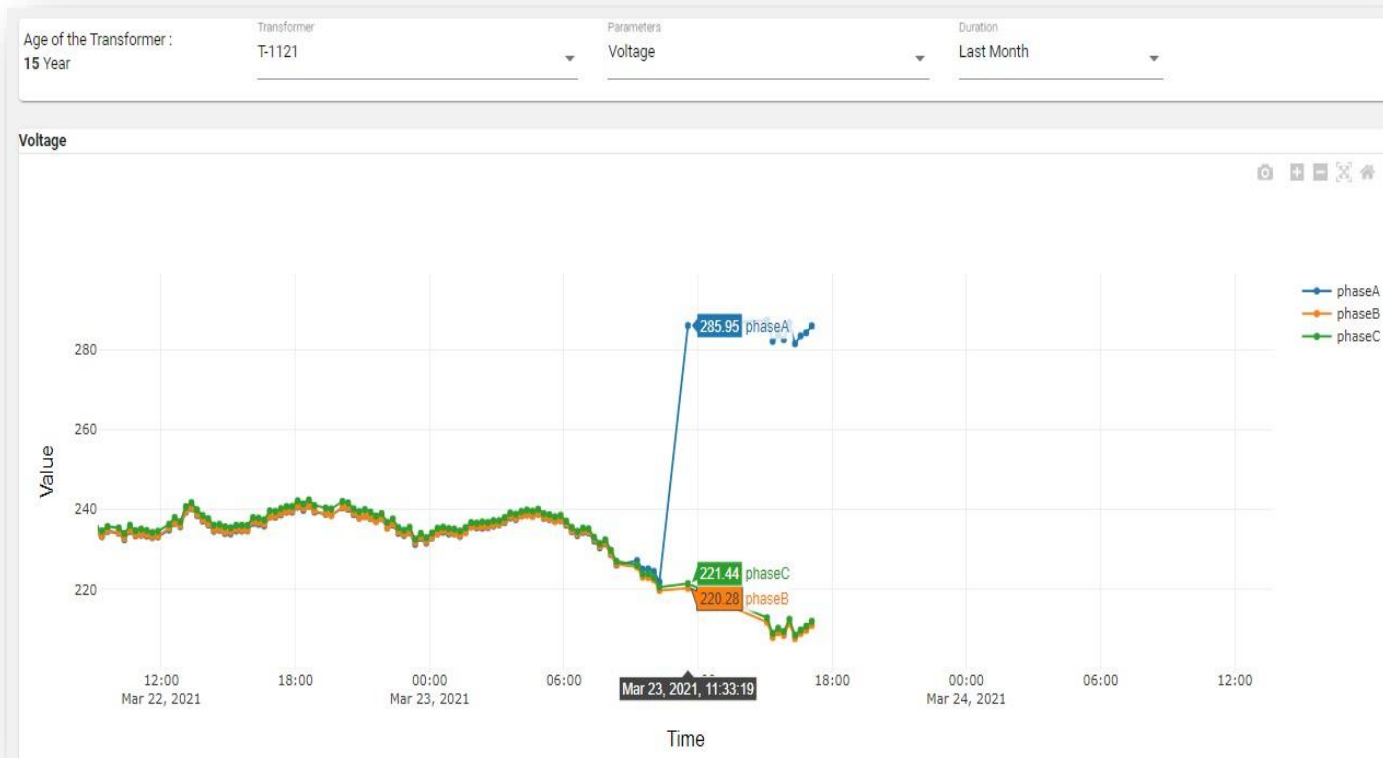 Age of the Transformer :
15 Year
Transformer
T-1121
Parameters
Voltage
Duration
Last Month
Voltage
285.95 phaseA
phaseA
phaseB
phaseC
280
260
240
220
Value
221.44 phaseC
220.28 phaseB
12:00 18:00 00:00 06:00 18:00 00:00 06:00 12:00
Mar 22, 2021 Mar 23, 2021 Mar 23, 2021, 11:33:19 Mar 24, 2021
Time